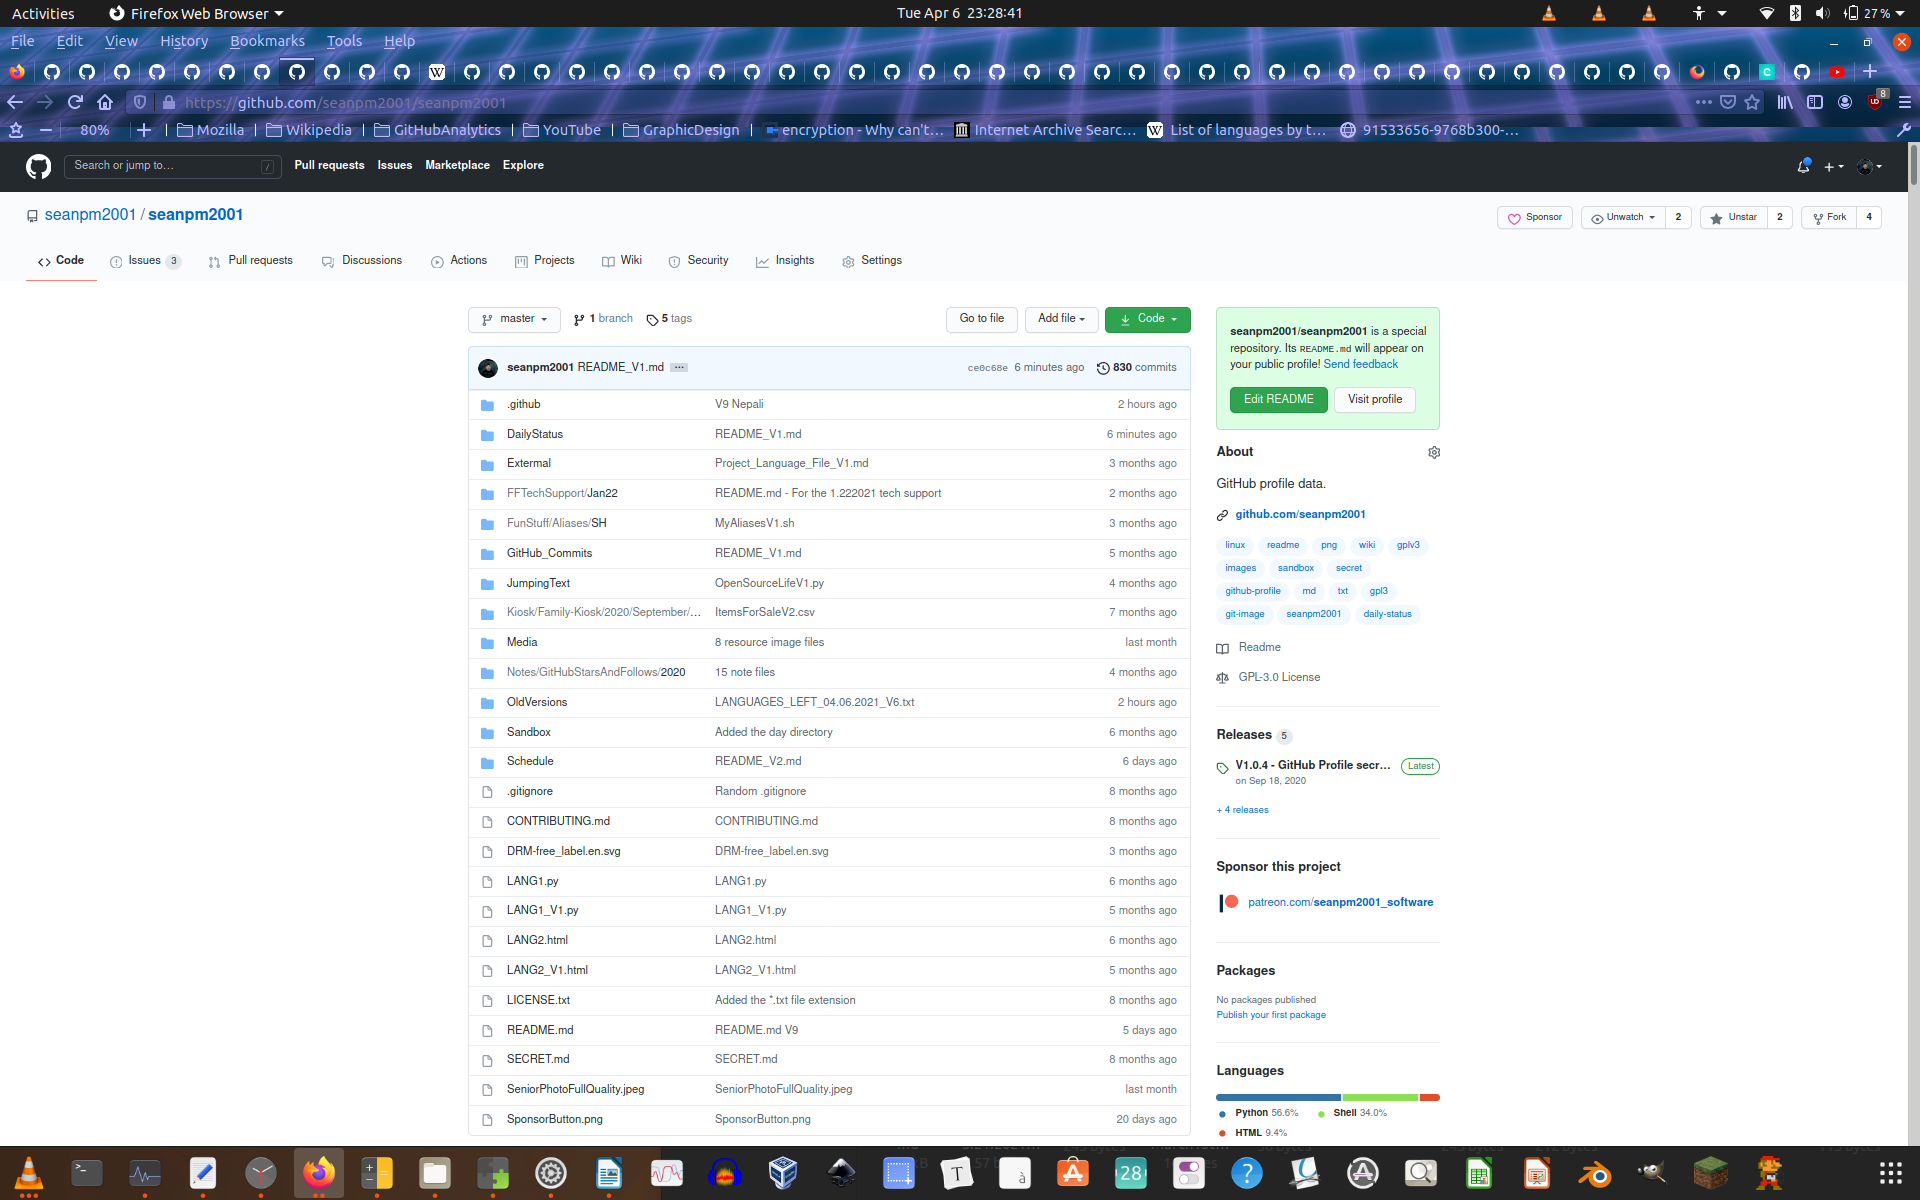 Activities Firefox Web Browser Tue Apr 6 23:28:41 27 %
File Edit View History Bookmarks Tools Help
https://github.com/seanpm2001/seanpm2001 8
80% Mozilla Wikipedia GitHubAnalytics YouTube GraphicDesign encryption - Why can't… Internet Archive Searc… List of languages by t… 91533656-9768b300-…
Search or jump to… / Pull requests Issues Marketplace Explore
seanpm2001 / seanpm2001 Sponsor Unwatch 2 Unstar 2 Fork 4
Code Issues 3 Pull requests Discussions Actions Projects Wiki Security Insights Settings
master 1 branch 5 tags Go to file Add file Code
seanpm2001 README_V1.md ce0c68e 6 minutes ago 830 commits
.github V9 Nepali 2 hours ago
DailyStatus README_V1.md 6 minutes ago
Extermal Project_Language_File_V1.md 3 months ago
FFTechSupport/Jan22 README.md - For the 1.222021 tech support 2 months ago
FunStuff/Aliases/SH MyAliasesV1.sh 3 months ago
GitHub_Commits README_V1.md 5 months ago
JumpingText OpenSourceLifeV1.py 4 months ago
Kiosk/Family-Kiosk/2020/September/… ItemsForSaleV2.csv 7 months ago
Media 8 resource image files last month
Notes/GitHubStarsAndFollows/2020 15 note files 4 months ago
OldVersions LANGUAGES_LEFT_04.06.2021_V6.txt 2 hours ago
Sandbox Added the day directory 6 months ago
Schedule README_V2.md 6 days ago
.gitignore Random .gitignore 8 months ago
CONTRIBUTING.md CONTRIBUTING.md 8 months ago
DRM-free_label.en.svg DRM-free_label.en.svg 3 months ago
LANG1.py LANG1.py 6 months ago
LANG1_V1.py LANG1_V1.py 5 months ago
LANG2.html LANG2.html 6 months ago
LANG2_V1.html LANG2_V1.html 5 months ago
LICENSE.txt Added the *.txt file extension 8 months ago
README.md README.md V9 5 days ago
SECRET.md SECRET.md 8 months ago
SeniorPhotoFullQuality.jpeg SeniorPhotoFullQuality.jpeg last month
SponsorButton.png SponsorButton.png 20 days ago
seanpm2001/seanpm2001 is a special
repository. Its README.md will appear on
your public profile! Send feedback
Edit README Visit profile
About
GitHub profile data.
github.com/seanpm2001
linux readme png wiki gplv3
images sandbox secret
github-profile md txt gpl3
git-image seanpm2001 daily-status
Readme
GPL-3.0 License
Releases 5
V1.0.4 - GitHub Profile secr... Latest
on Sep 18, 2020
+ 4 releases
Sponsor this project
patreon.com/seanpm2001_software
Packages
No packages published
Publish your first package
Languages
Python 56.6% Shell 34.0%
HTML 9.4%
28